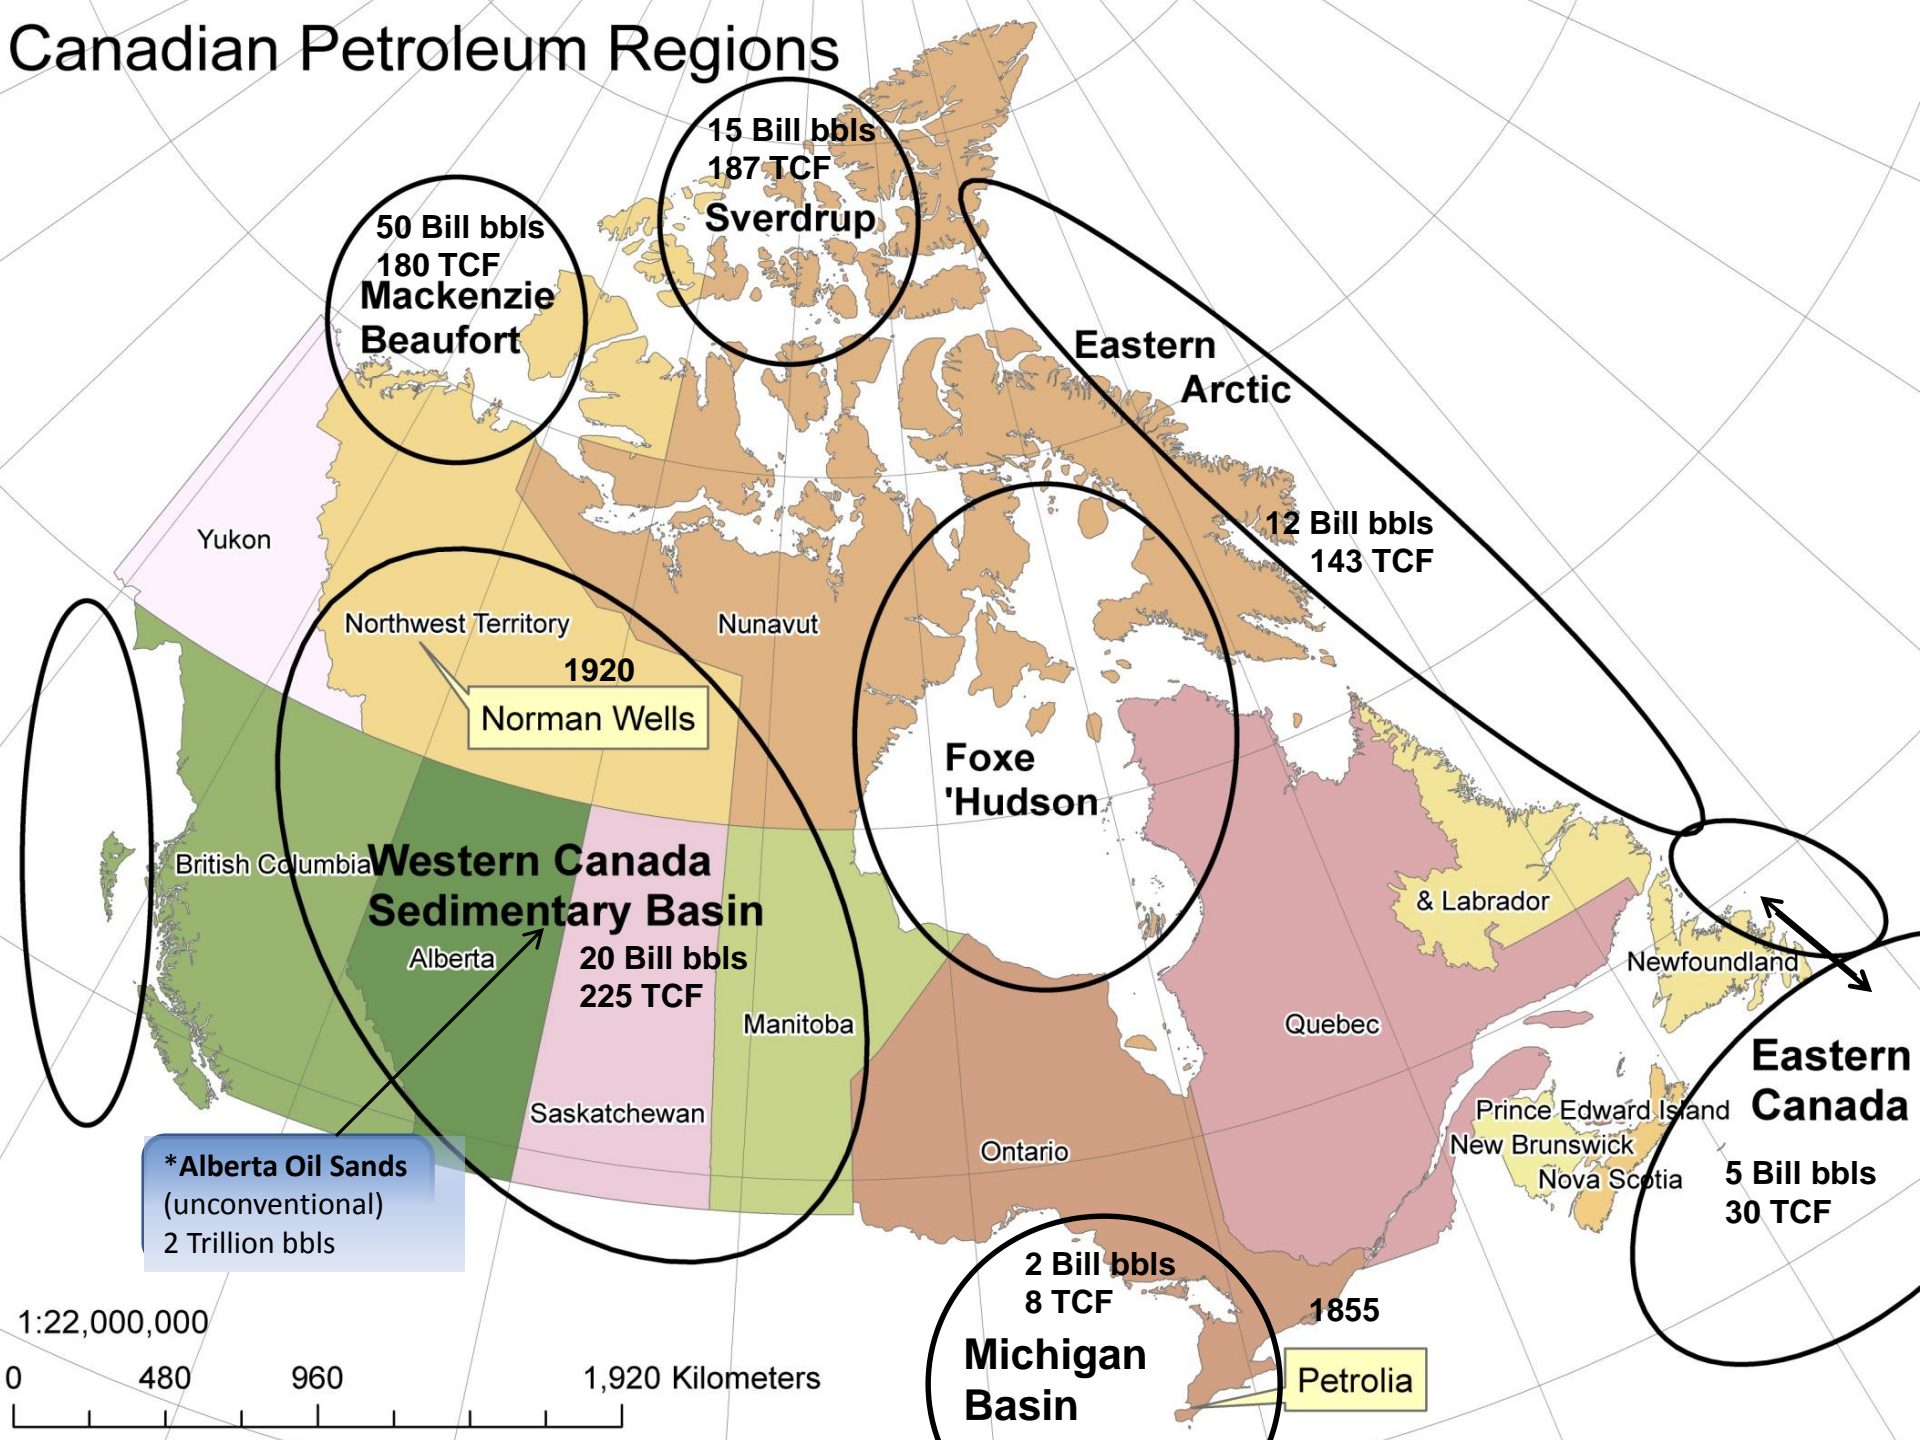 Canadian Petroleum Regions
15 Bill bbls
187 TCF
Sverdrup
50 Bill bbls
180 TCF
Mackenzie
Beaufort
Eastern
Arctic
12 Bill bbls
143 TCF
Yukon
Northwest Territory
Nunavut
1920
Norman Wells
Foxe
'Hudson
British Columbia
Western Canada
Sedimentary Basin
Alberta
20 Bill bbls
225 TCF
Manitoba
Saskatchewan
& Labrador
Newfoundland
Quebec
Eastern
Canada
Prince Edward Island
New Brunswick
Nova Scotia
5 Bill bbls
30 TCF
Ontario
*Alberta Oil Sands
(unconventional)
2 Trillion bbls
2 Bill bbls
8 TCF
Michigan
Basin
1855
Petrolia
1:22,000,000
0 480 960 1,920 Kilometers